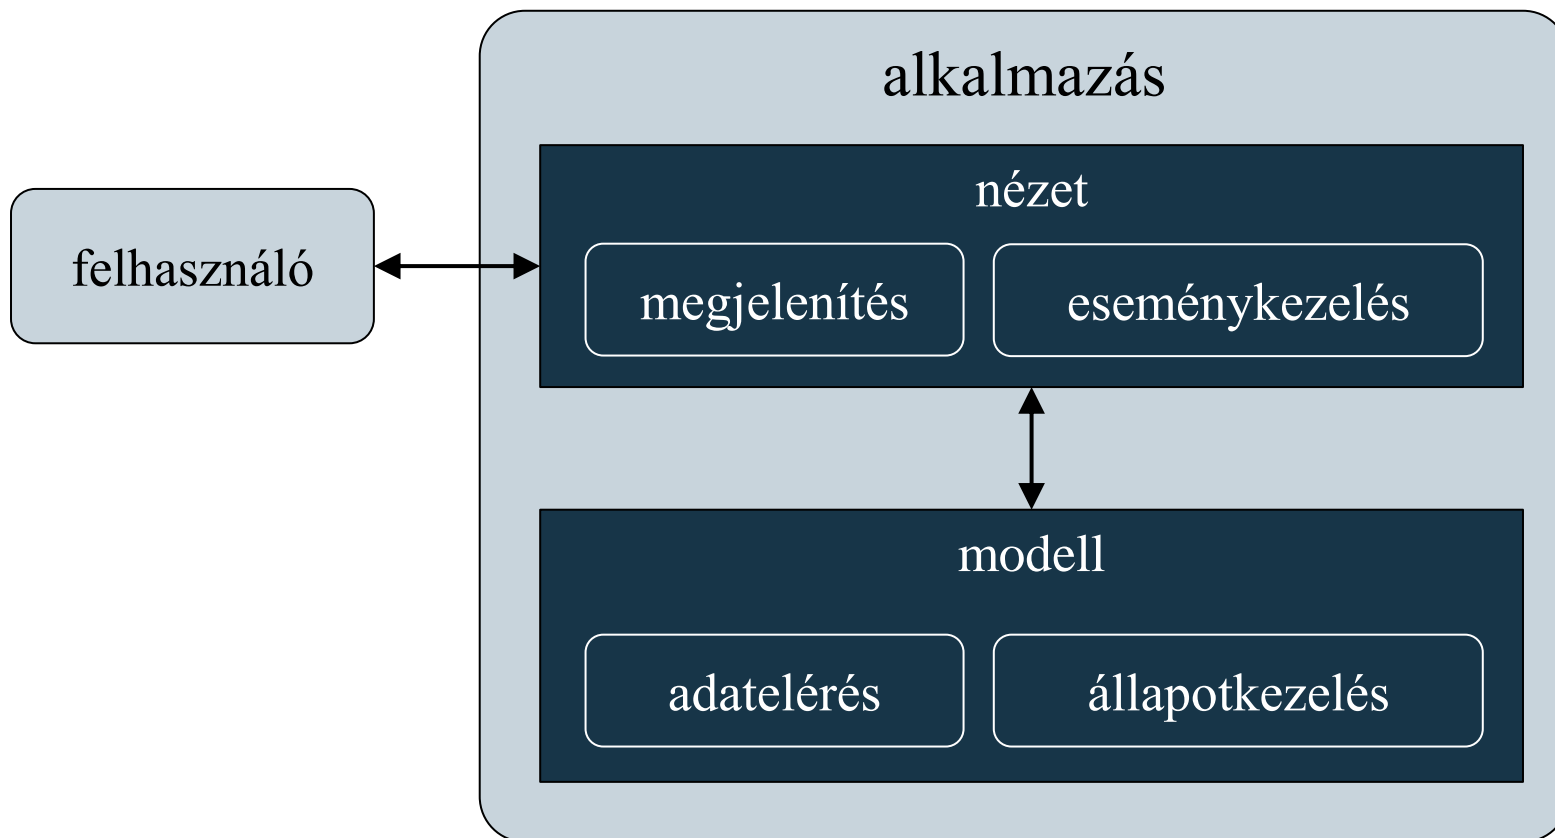 alkalmazás
nézet
felhasználó
megjelenítés
eseménykezelés
modell
adatelérés
állapotkezelés